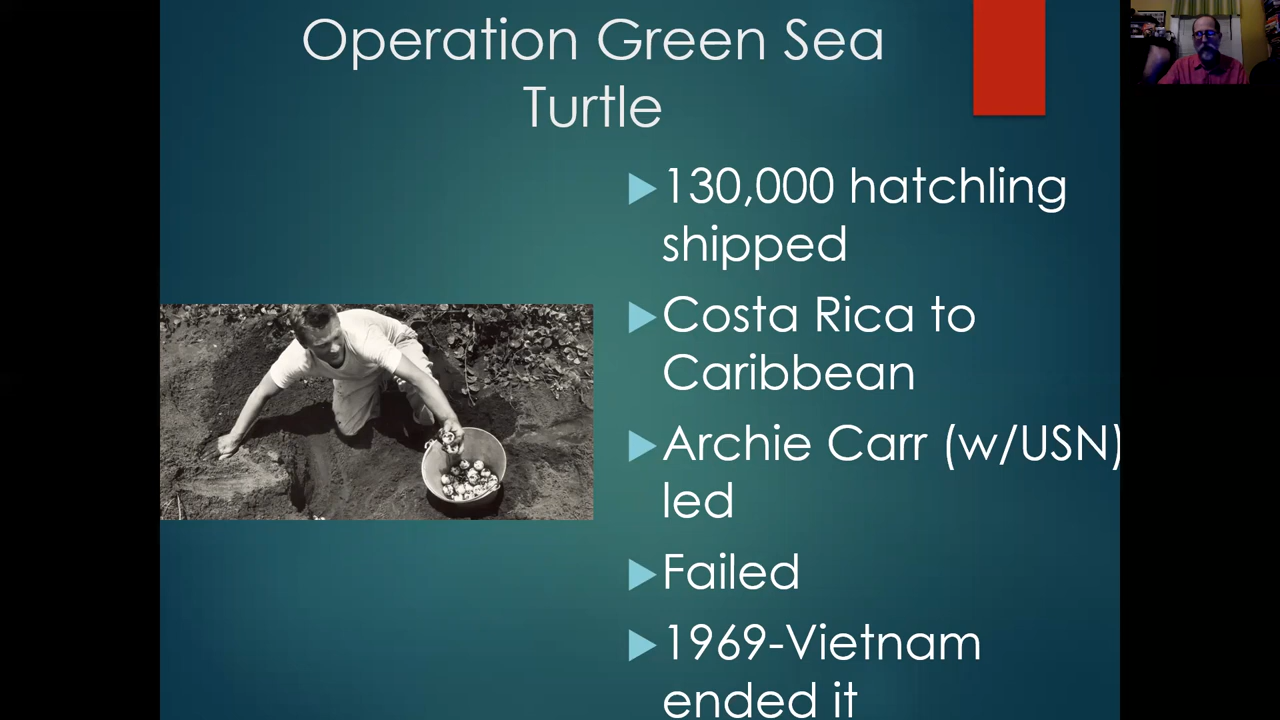 Operation Green Sea
Turtle
130,000 hatchling
shipped
Costa Rica to
Caribbean
Archie Carr (w/USN)
led
Failed
1969-Vietnam
ended it